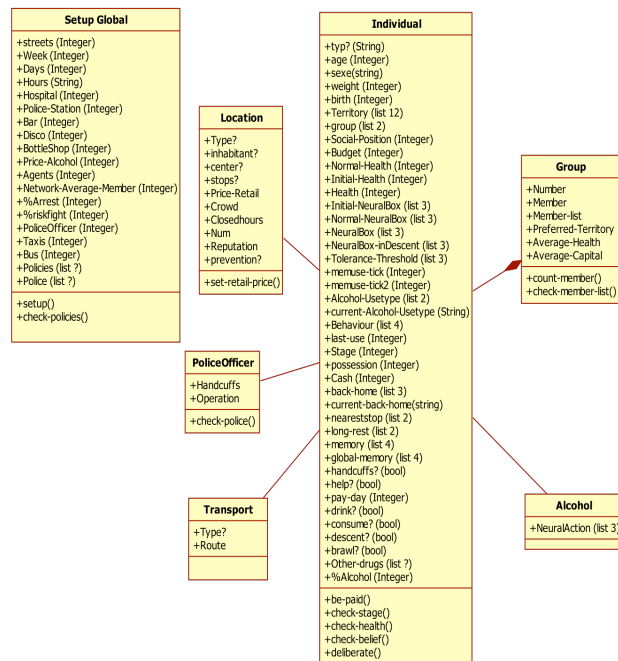 Setup Global
+streets (Integer)
+Week (Integer)
+Days (Integer)
+Hours (String)
+Hospital (Integer)
+Police-Station (Integer)
+Bar (Integer)
+Disco (Integer)
+BottleShop (Integer)
+Price-Alcohol (Integer)
+Agents (Integer)
+Network-Average-Member (Integer)
+%Arrest (Integer)
+%riskfight (Integer)
+PoliceOfficer (Integer)
+Taxis (Integer)
+Bus (Integer)
+Policies (list ?)
+Police (list ?)
+setup()
+check-policies()
Location
+Type?
+inhabitant?
+center?
+stops?
+Price-Retail
+Crowd
+Closedhours
+Num
+Reputation
+prevention?
+set-retail-price()
PoliceOfficer
+Handcuffs
+Operation
+check-police()
Transport
+Type?
+Route
Individual
+typ? (String)
+age (Integer)
+sexe(string)
+weight (Integer)
+birth (Integer)
+Territory (list 12)
+group (list 2)
+Social-Position (Integer)
+Budget (Integer)
+Normal-Health (Integer)
+Initial-Health (Integer)
+Health (Integer)
+Initial-NeuralBox (list 3)
+Normal-NeuralBox (list 3)
+NeuralBox (list 3)
+NeuralBox-inDescent (list 3)
+Tolerance-Threshold (list 3)
+memuse-tick (Integer)
+memuse-tick2 (Integer)
+Alcohol-Usetype (list 2)
+current-Alcohol-Usetype (String)
+Behaviour (list 4)
+last-use (Integer)
+Stage (Integer)
+possession (Integer)
+Cash (Integer)
+back-home (list 3)
+current-back-home(string)
+neareststop (list 2)
+long-rest (list 2)
+memory (list 4)
+global-memory (list 4)
+handcuffs? (bool)
+help? (bool)
+pay-day (Integer)
+drink? (bool)
+consume? (bool)
+descent? (bool)
+brawl? (bool)
+Other-drugs (list ?)
+%Alcohol (Integer)
+be-paid()
+check-stage()
+check-health()
+check-belief()
+deliberate()
Group
+Number
+Member
+Member-list
+Preferred-Territory
+Average-Health
+Average-Capital
+count-member()
+check-member-list()
Alcohol
+NeuralAction (list 3)